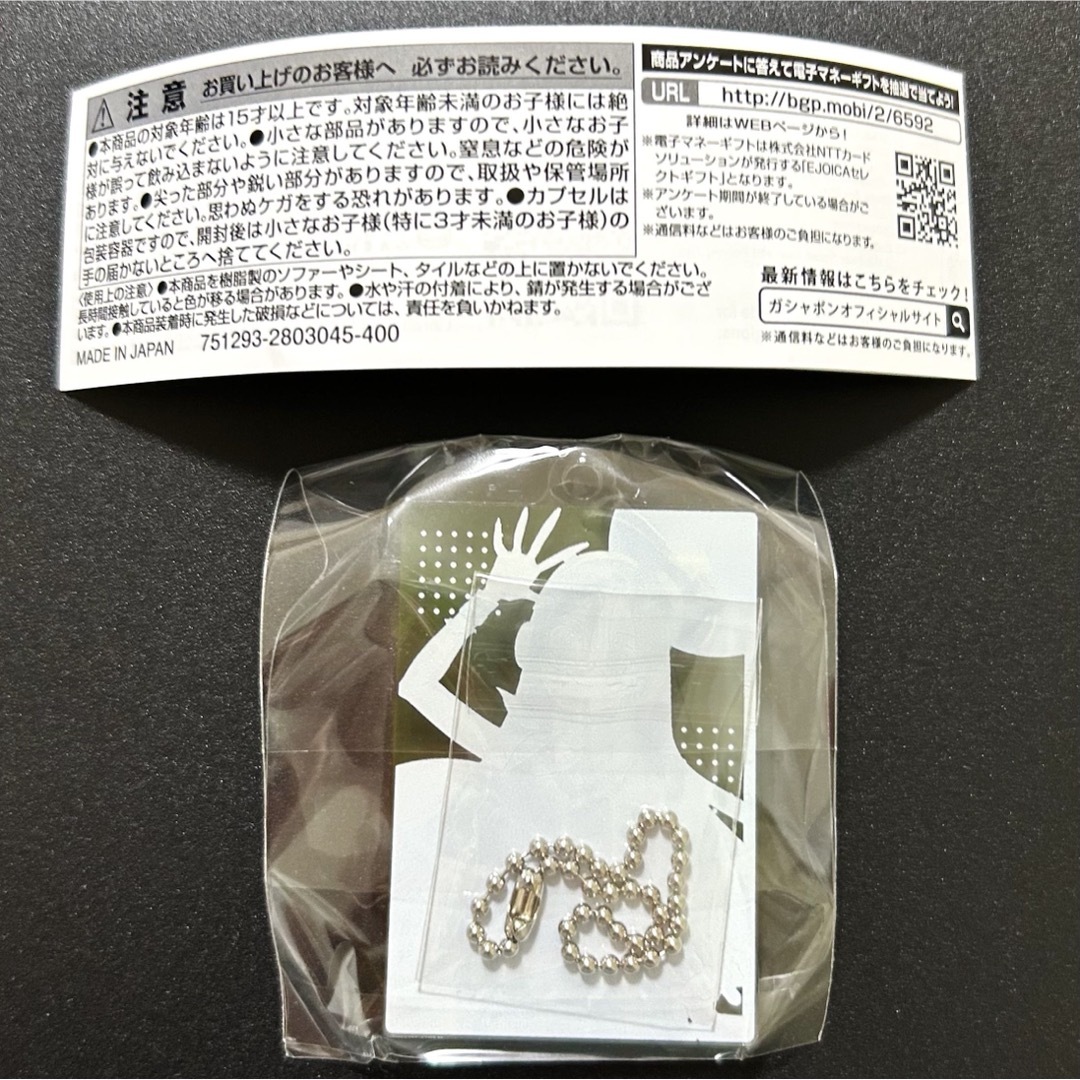 注意 お買い上げのお客様へ 必ずお読みください。
●本商品の対象年齢は15才以上です。対象年齢未満のお子様には絶
対に与えないでください。●小さな部品がありますので、小さなお子
様が誤って飲み込まないように注意してください。窒息などの危険が
あります。●尖った部分や鋭い部分がありますので、取扱や保管場所
に注意してください。思わぬケガをする恐れがあります。●カプセルは
包装容器ですので、開封後は小さなお子様(特に3才未満のお子様)の
手の届かないところへ捨ててください。
〈使用上の注意〉●本商品を樹脂製のソファーやシート、タイルなどの上に置かないでください。
長時間接触していると色が移る場合があります。●水や汗の付着により、錆が発生する場合がござ
います。●本商品装着時に発生した破損などについては、責任を負いかねます。
MADE IN JAPAN 751293-2803045-400
商品アンケートに答えて電子マネーギフトを抽選で当てよう!
URL http://bgp.mobi/2/6592
詳細はWEBページから!
※電子マネーギフトは株式会社NTTカード
ソリューションが発行する「EJOICAセレ
クトギフト」となります。
※アンケート期間が終了している場合がご
ざいます。
※通信料などはお客様のご負担になります。
最新情報はこちらをチェック!
ガシャポンオフィシャルサイト
※通信料などはお客様のご負担になります。